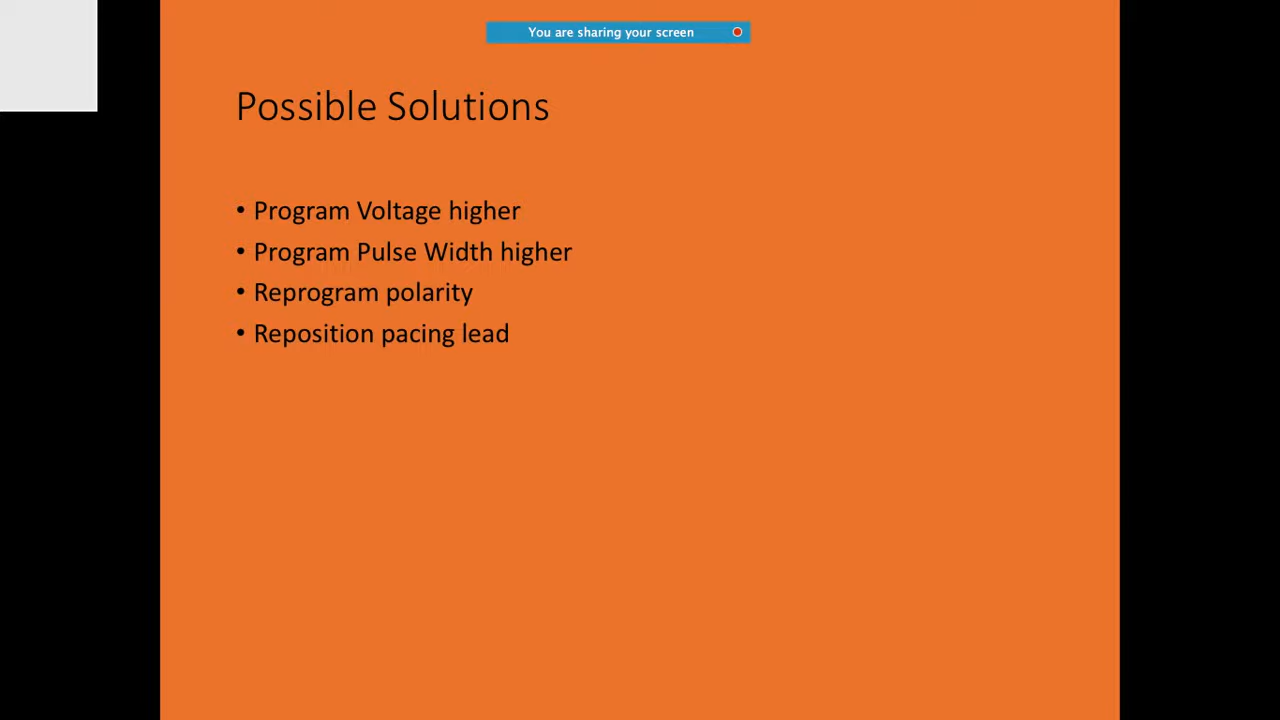 You are sharing your screen
Possible Solutions
• Program Voltage higher
• Program Pulse Width higher
• Reprogram polarity
• Reposition pacing lead